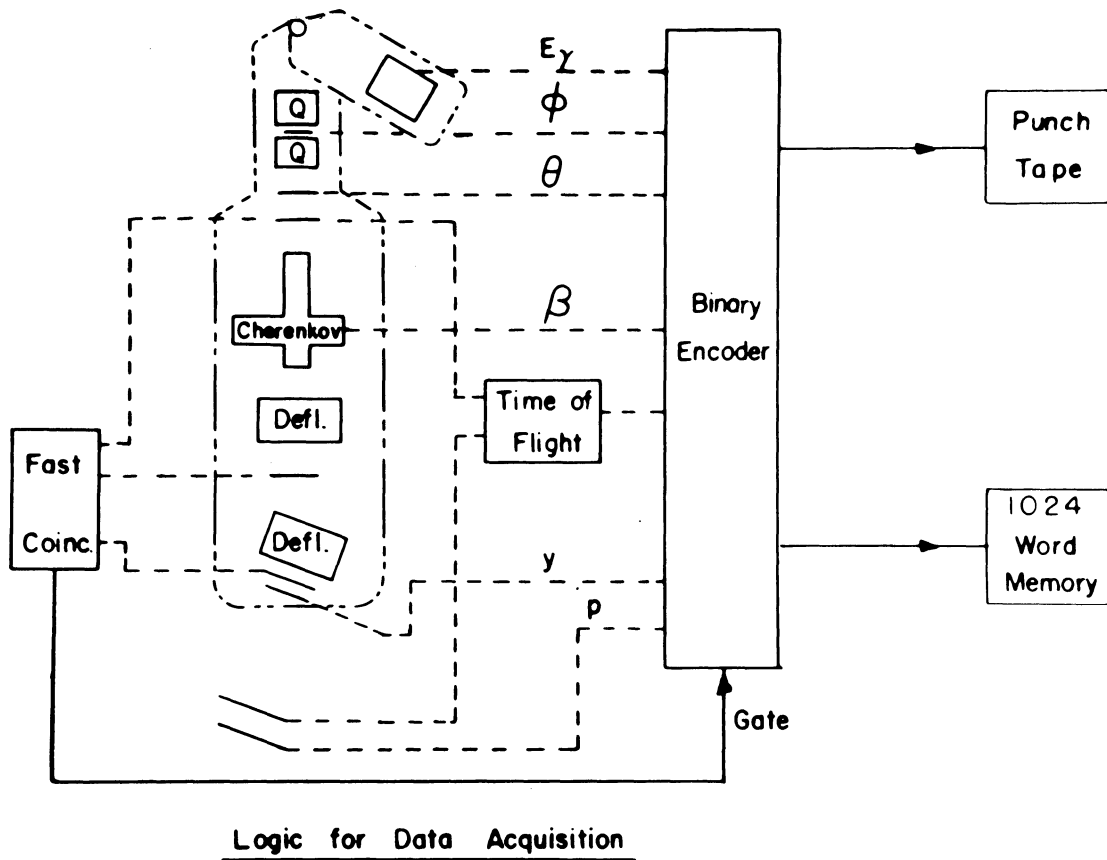 Eγ
Punch
Tape
Q
ϕ
Q
θ
β
Binary
Encoder
Cherenkov
Time of
Flight
Defl.
Fast
Coinc.
Defl.
1024
Word
Memory
y
p
Gate
Logic for Data Acquisition